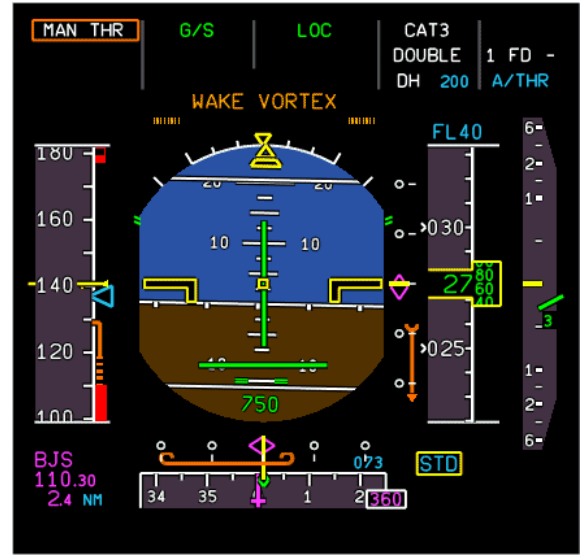 MAN THR G/S LOC CAT3
DOUBLE 1 FD -
DH 200 A/THR
WAKE VORTEX
FL40
180 20 20 6
2
160 1
10 10 030
140 27 80
60
40
3
120 025
10 10 1
2
100 750 6
BJS 073 STD
110.30
2.4 NM 34 35 1 2 360